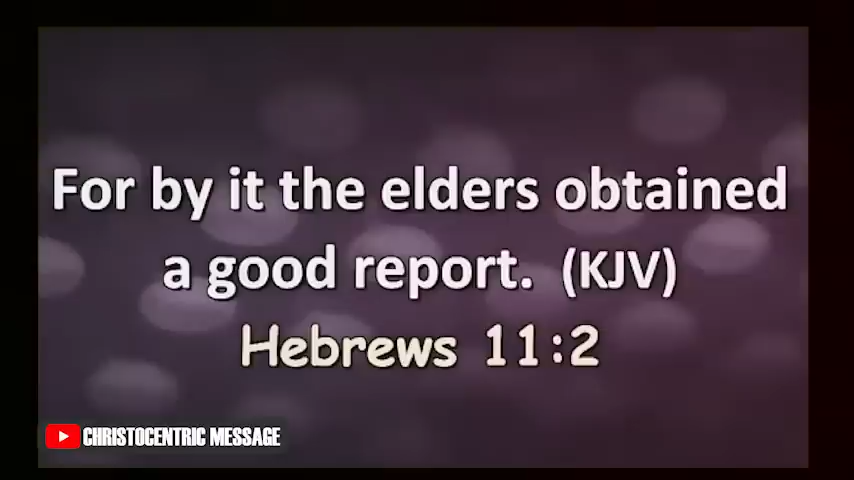 For by it the elders obtained
a good report. (KJV)
Hebrews 11:2
CHRISTOCENTRIC MESSAGE